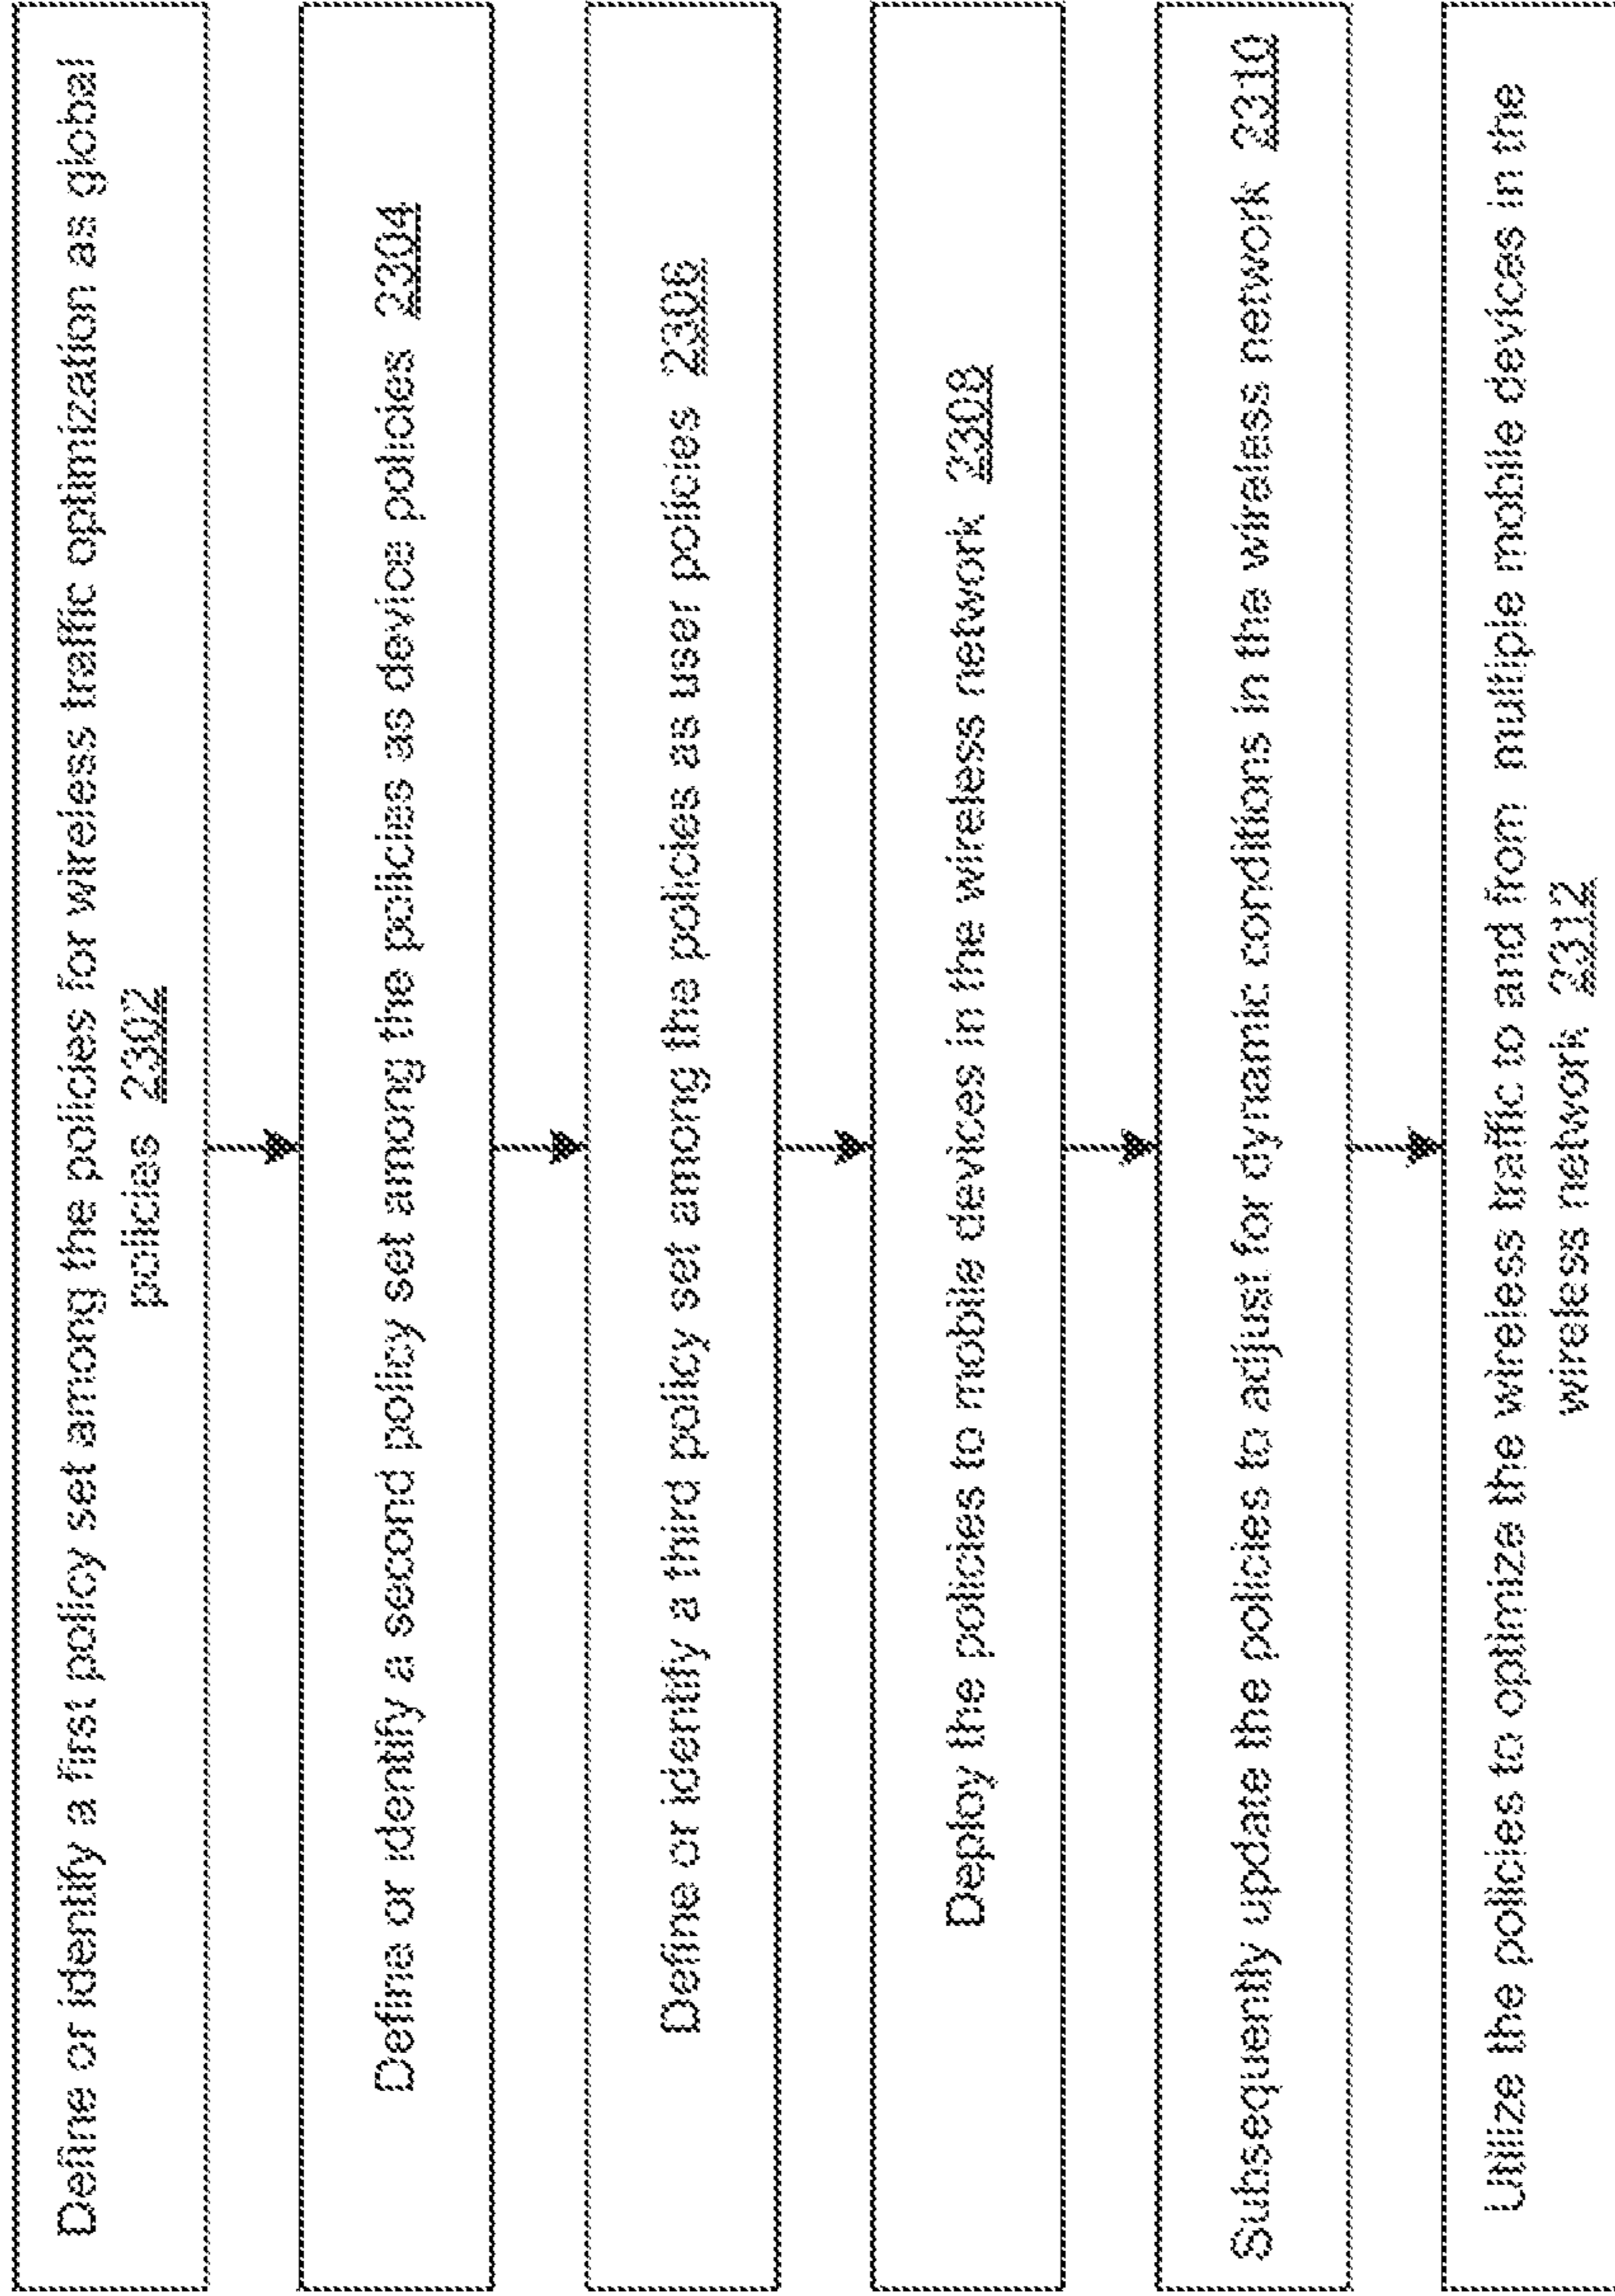 Define or identify a first policy set among the policies for wireless traffic optimization as global
policies 2302
Define or identify a second policy set among the policies as device policies 2304
Define or identify a third policy set among the policies as user policies 2306
Deploy the policies to mobile devices in the wireless network 2308
Subsequently update the policies to adjust for dynamic conditions in the wireless network 2310
Utilize the policies to optimize the wireless traffic to and from multiple mobile devices in the
wireless network 2312